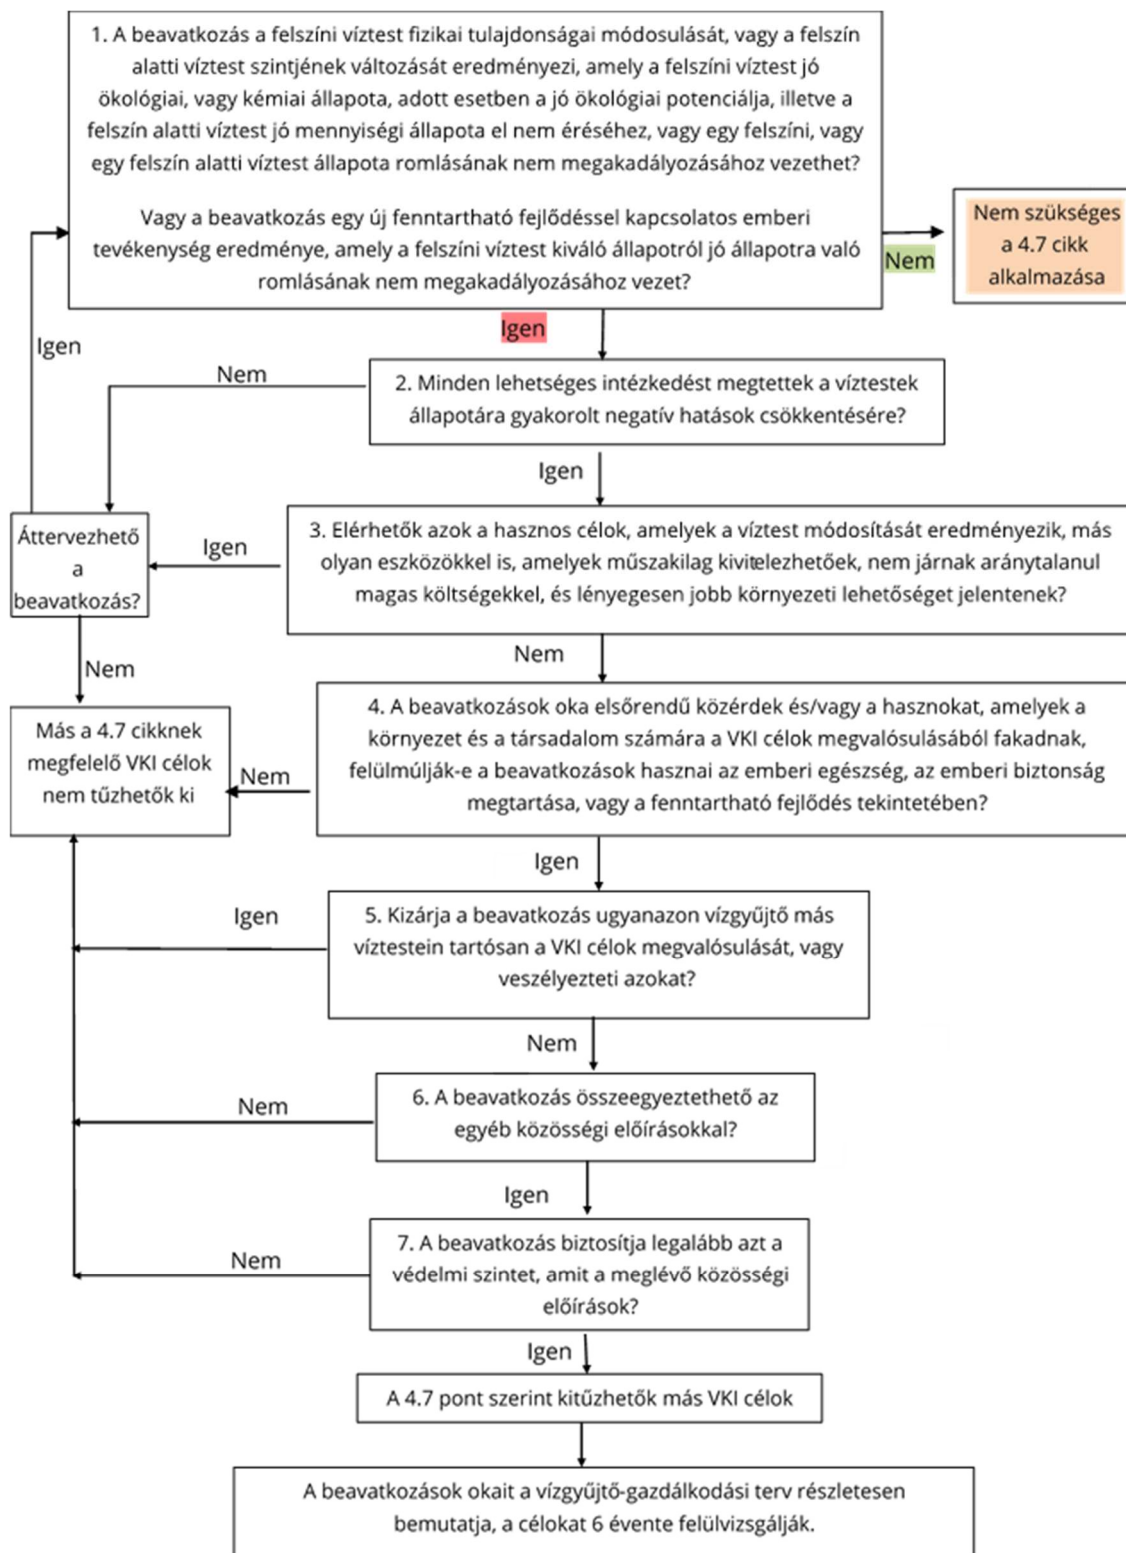 1. A beavatkozás a felszíni víztest fizikai tulajdonságai módosulását, vagy a felszín
alatti víztest szintjének változását eredményezi, amely a felszíni víztest jó
ökológiai, vagy kémiai állapota, adott esetben a jó ökológiai potenciálja, illetve a
felszín alatti víztest jó mennyiségi állapota el nem éréséhez, vagy egy felszíni, vagy
egy felszín alatti víztest állapota romlásának nem megakadályozásához vezethet?
Vagy a beavatkozás egy új fenntartható fejlődéssel kapcsolatos emberi
tevékenység eredménye, amely a felszíni víztest kiváló állapotról jó állapotra való
romlásának nem megakadályozásához vezet?
Nem
Nem szükséges
a 4.7 cikk
alkalmazása
Igen
Igen
Nem
2. Minden lehetséges intézkedést megtettek a víztestek
állapotára gyakorolt negatív hatások csökkentésére?
Igen
Áttervezhető
a
beavatkozás?
Igen
3. Elérhetők azok a hasznos célok, amelyek a víztest módosítását eredményezik, más
olyan eszközökkel is, amelyek műszakilag kivitelezhetőek, nem járnak aránytalanul
magas költségekkel, és lényegesen jobb környezeti lehetőséget jelentenek?
Nem
Nem
Más a 4.7 cikknek
megfelelő VKI célok
nem tűzhetők ki
Nem
4. A beavatkozások oka elsőrendű közérdek és/vagy a hasznokat, amelyek a
környezet és a társadalom számára a VKI célok megvalósulásából fakadnak,
felülmúlják-e a beavatkozások hasznai az emberi egészség, az emberi biztonság
megtartása, vagy a fenntartható fejlődés tekintetében?
Igen
Igen
5. Kizárja a beavatkozás ugyanazon vízgyűjtő más
víztestein tartósan a VKI célok megvalósulását, vagy
veszélyezteti azokat?
Nem
Nem
6. A beavatkozás összeegyeztethető az
egyéb közösségi előírásokkal?
Igen
Nem
7. A beavatkozás biztosítja legalább azt a
védelmi szintet, amit a meglévő közösségi
előírások?
Igen
A 4.7 pont szerint kitűzhetők más VKI célok
A beavatkozások okait a vízgyűjtő-gazdálkodási terv részletesen
bemutatja, a célokat 6 évente felülvizsgálják.